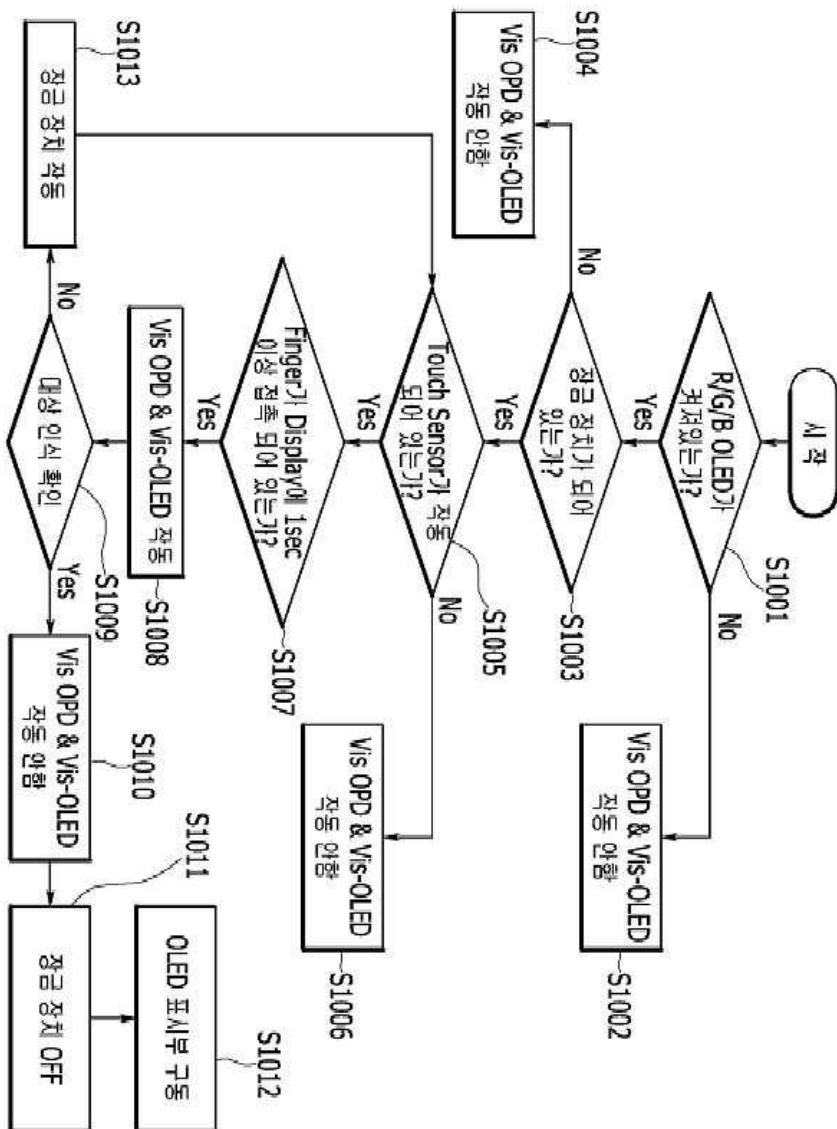 시 작
R/G/B OLED가
켜져있는가?
S1001
No
Yes
Vis OPD & Vis-OLED
작동 안함
S1002
장금 장치가 되어
있는가?
S1003
No
Yes
Vis OPD & Vis-OLED
작동 안함
S1004
Touch Sensor가 작동
되어 있는가?
S1005
No
Yes
Vis OPD & Vis-OLED
작동 안함
S1006
Finger가 Display에 1sec
이상 접촉 되어 있는가?
S1007
Yes
Vis OPD & Vis-OLED 작동
S1008
대상 인식 확인
S1009
No
Yes
장금 장치 작동
S1013
Vis OPD & Vis-OLED
작동 안함
S1010
장금 장치 OFF
S1011
OLED 표시부 구동
S1012